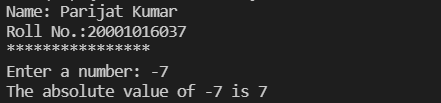 Name: Parijat Kumar
Roll No.:20001016037
****************
Enter a number: -7
The absolute value of -7 is 7